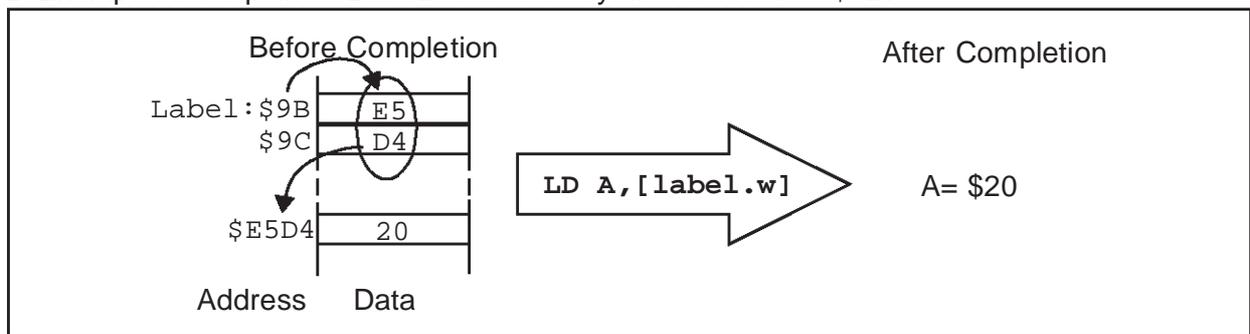 Before Completion
After Completion
Label:$9B E5
$9C D4
LD A,[label.w]
A= $20
$E5D4 20
Address Data